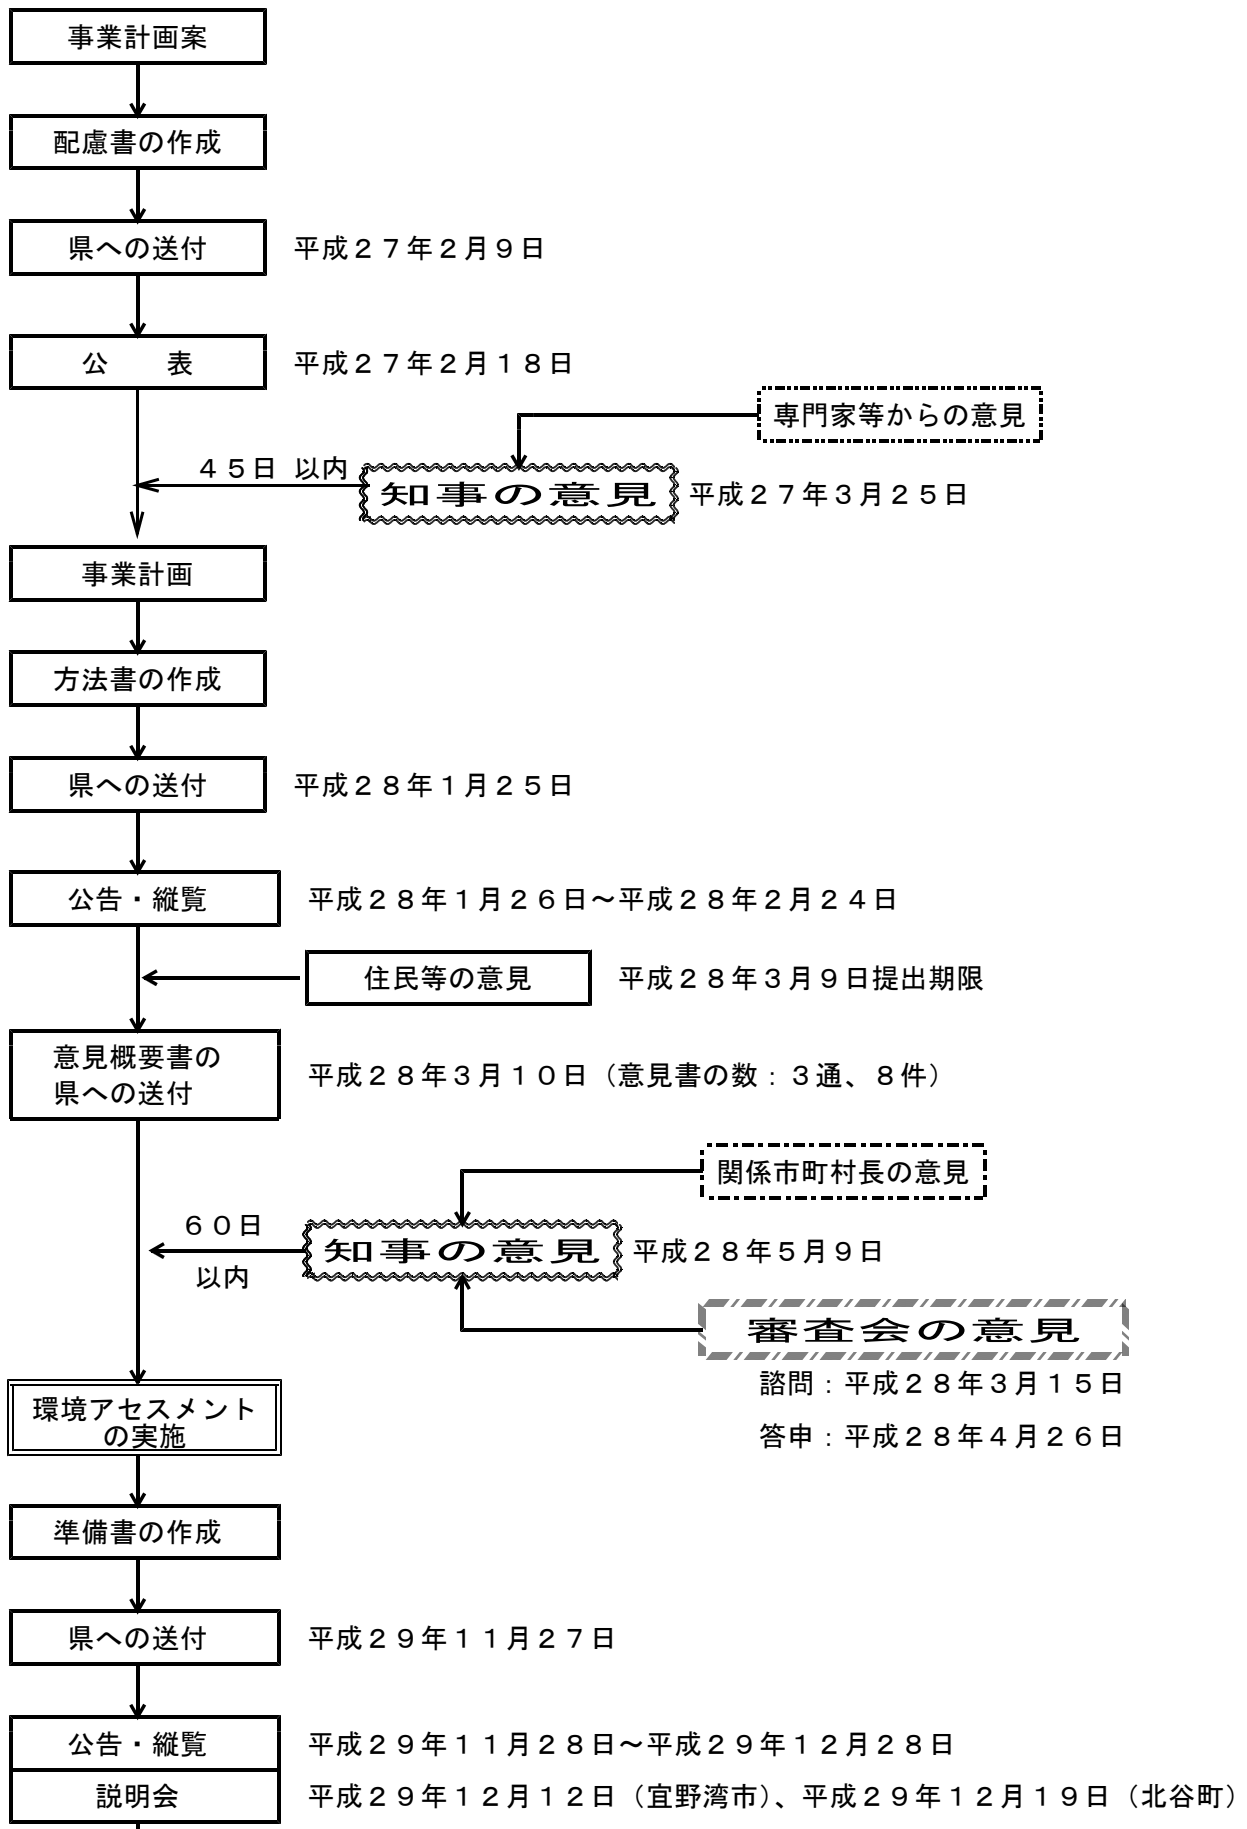 事業計画案
配慮書の作成
県への送付　平成２７年２月９日
公　　表　平成２７年２月１８日
専門家等からの意見
４５日 以内
知事の意見　平成２７年３月２５日
事業計画
方法書の作成
県への送付　平成２８年１月２５日
公告・縦覧　平成２８年１月２６日～平成２８年２月２４日
住民等の意見　平成２８年３月９日提出期限
意見概要書の
県への送付
平成２８年３月１０日（意見書の数：３通、８件）
関係市町村長の意見
６０日
以内
知事の意見　平成２８年５月９日
審査会の意見
諮問：平成２８年３月１５日
答申：平成２８年４月２６日
環境アセスメント
の実施
準備書の作成
県への送付　平成２９年１１月２７日
公告・縦覧　平成２９年１１月２８日～平成２９年１２月２８日
説明会　平成２９年１２月１２日（宜野湾市）、平成２９年１２月１９日（北谷町）